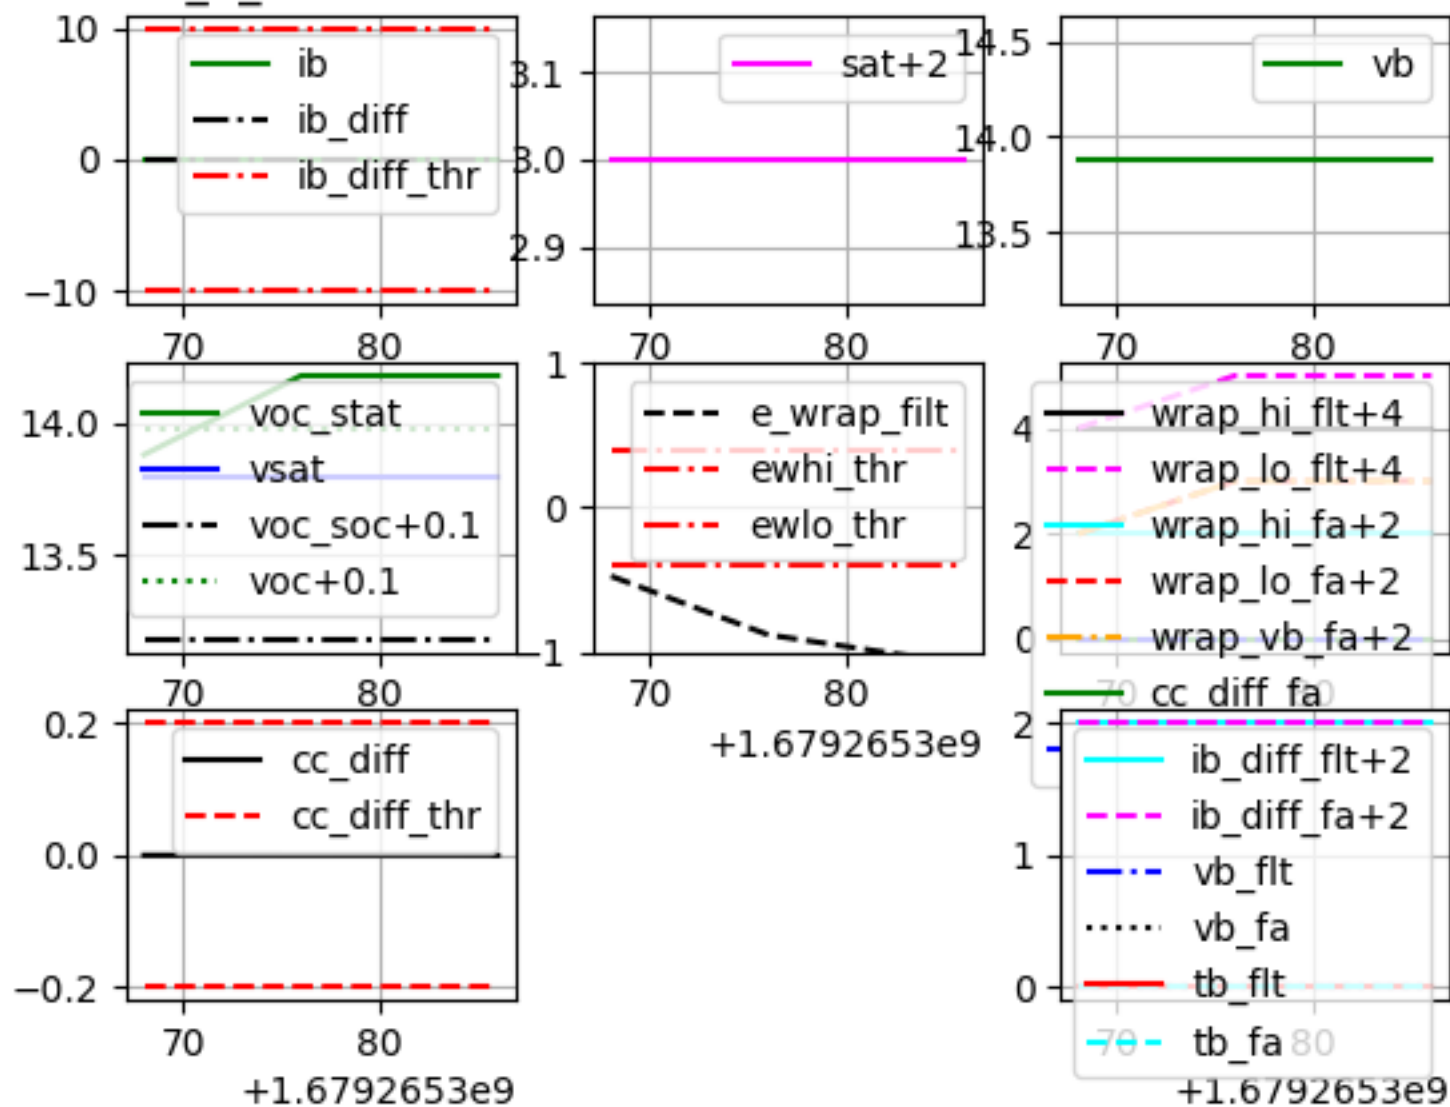 10
0
−10
ib
ib_diff
ib_diff_thr
70 80
3.1
3.0
2.9
sat+2
70 80
14.5
14.0
13.5
vb
70 80
14.0
13.5
voc_stat
vsat
voc_soc+0.1
voc+0.1
70 80
1
0
−1
e_wrap_filt
ewhi_thr
ewlo_thr
70 80
+1.6792653e9
4
2
0
wrap_hi_flt+4
wrap_lo_flt+4
wrap_hi_fa+2
wrap_lo_fa+2
wrap_vb_fa+2
cc_diff_fa
70 80
0.2
0.0
−0.2
cc_diff
cc_diff_thr
70 80
+1.6792653e9
2
1
0
ib_diff_flt+2
ib_diff_fa+2
vb_flt
vb_fa
tb_flt
tb_fa
70 80
+1.6792653e9